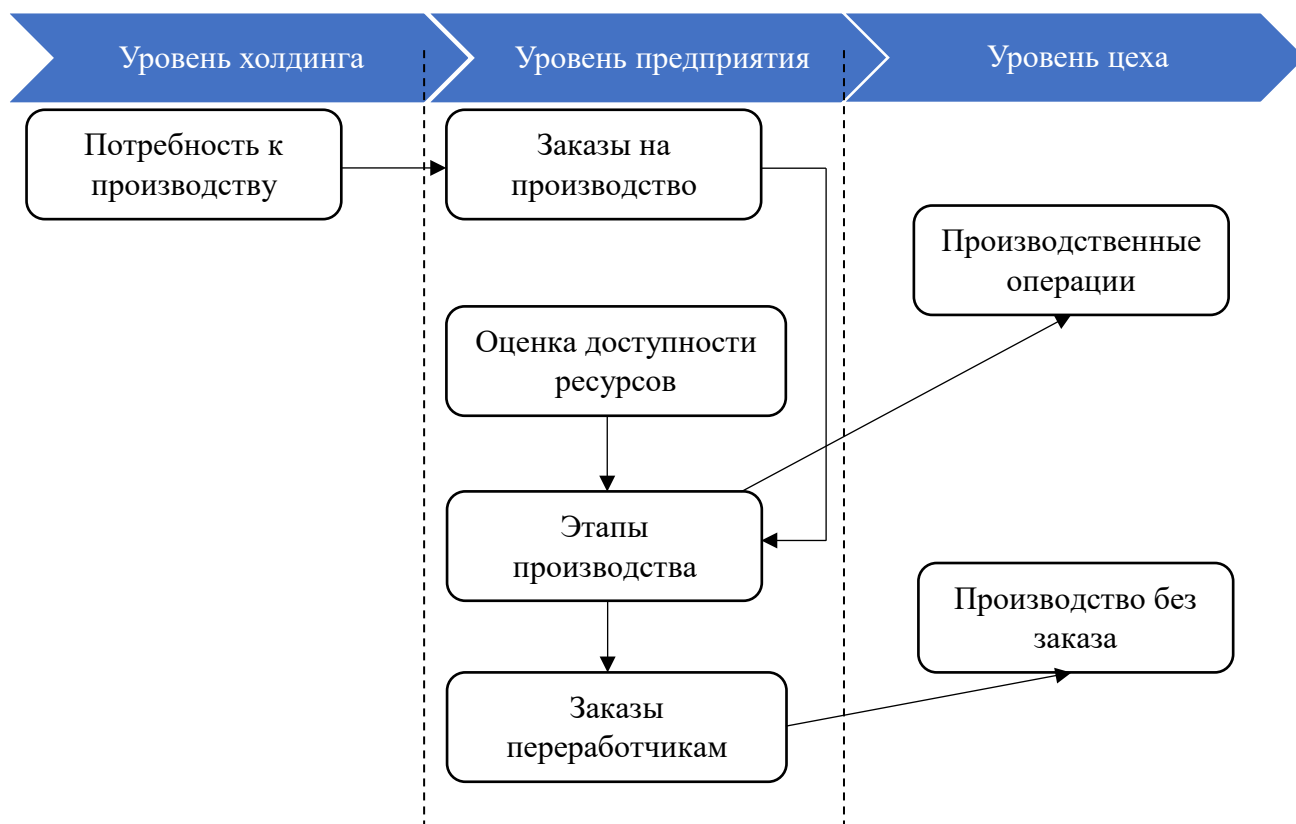 Уровень холдинга
Уровень предприятия
Уровень цеха
Потребность к
производству
Заказы на
производство
Производственные
операции
Оценка доступности
ресурсов
Этапы
производства
Производство без
заказа
Заказы
переработчикам